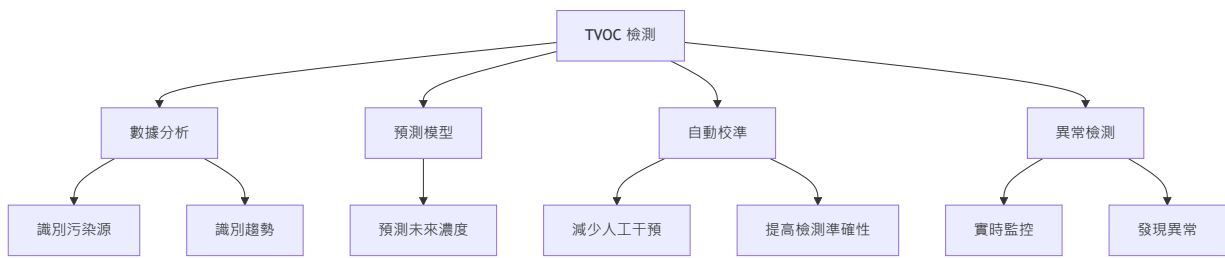 TVOC 檢測
數據分析
預測模型
自動校準
異常檢測
識別污染源
識別趨勢
預測未來濃度
減少人工干預
提高檢測準確性
實時監控
發現異常